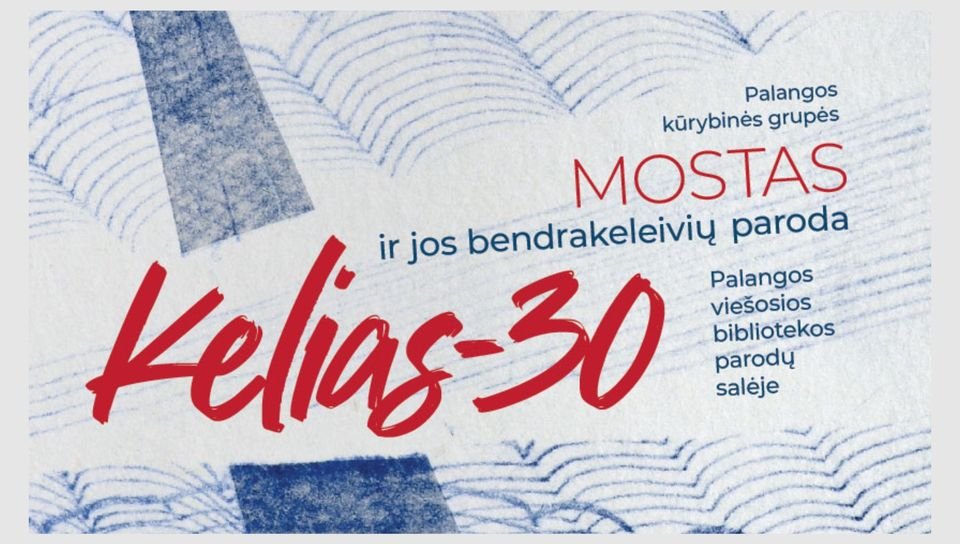 Palangos
kūrybinės grupės
MOSTAS
ir jos bendrakeleivių paroda
Kelias-30
Palangos
viešosios
bibliotekos
parodų
salėje